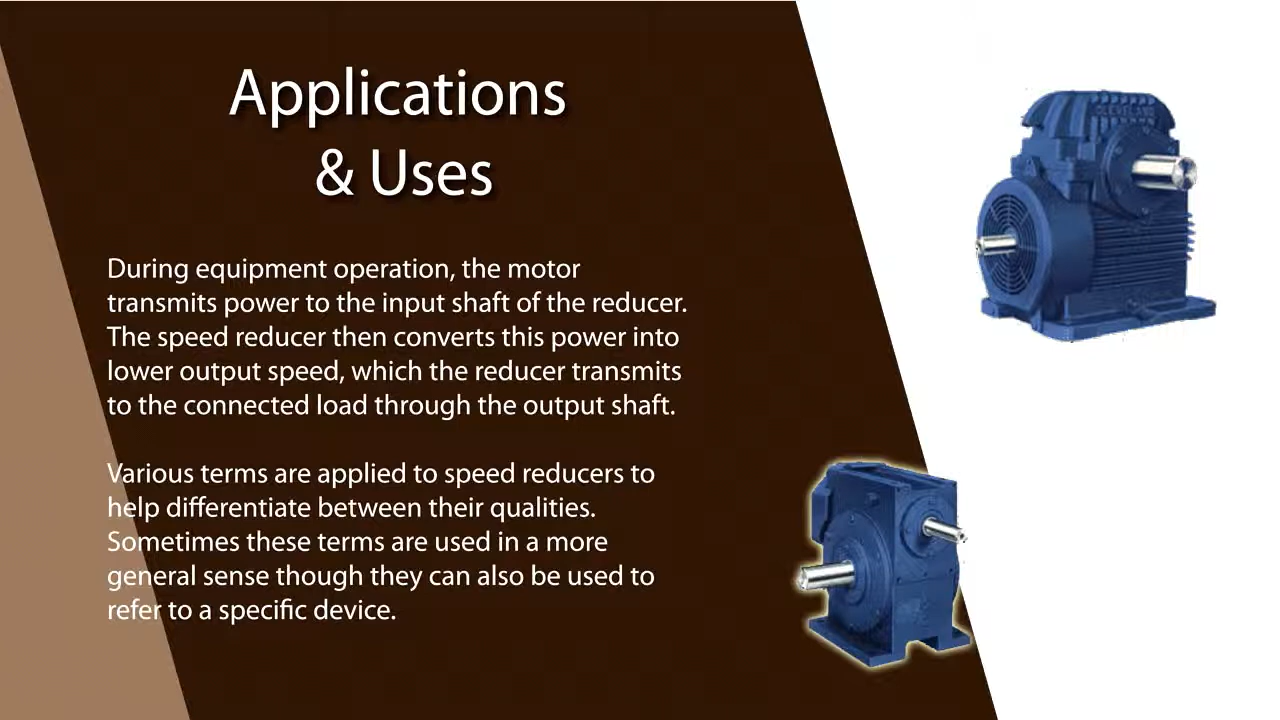 Applications
& Uses
During equipment operation, the motor
transmits power to the input shaft of the reducer.
The speed reducer then converts this power into
lower output speed, which the reducer transmits
to the connected load through the output shaft.
Various terms are applied to speed reducers to
help differentiate between their qualities.
Sometimes these terms are used in a more
general sense though they can also be used to
refer to a specific device.
CLEVELAND